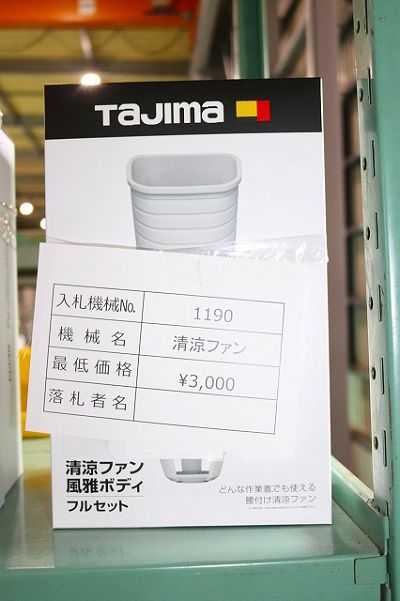 TAJIMA
入札機械No. 1190
機械名 清涼ファン
最低価格 ¥3,000
落札者名
清涼ファン
風雅ボディ
フルセット
どんな作業着でも使える
腰付け清涼ファン